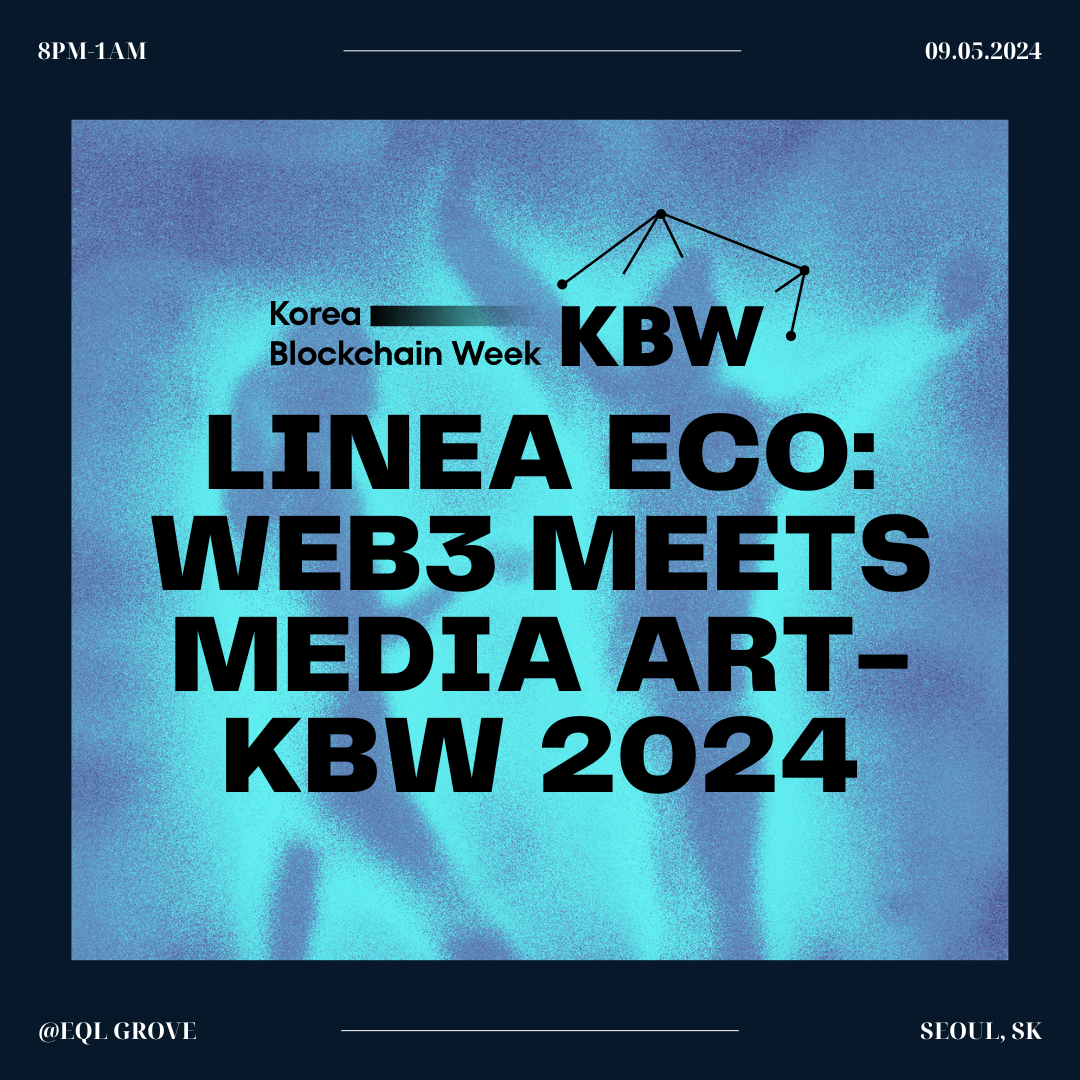 8PM-1AM
09.05.2024
Korea
Blockchain Week
KBW
LINEA ECO:
WEB3 MEETS
MEDIA ART-
KBW 2024
@EQL GROVE
SEOUL, SK